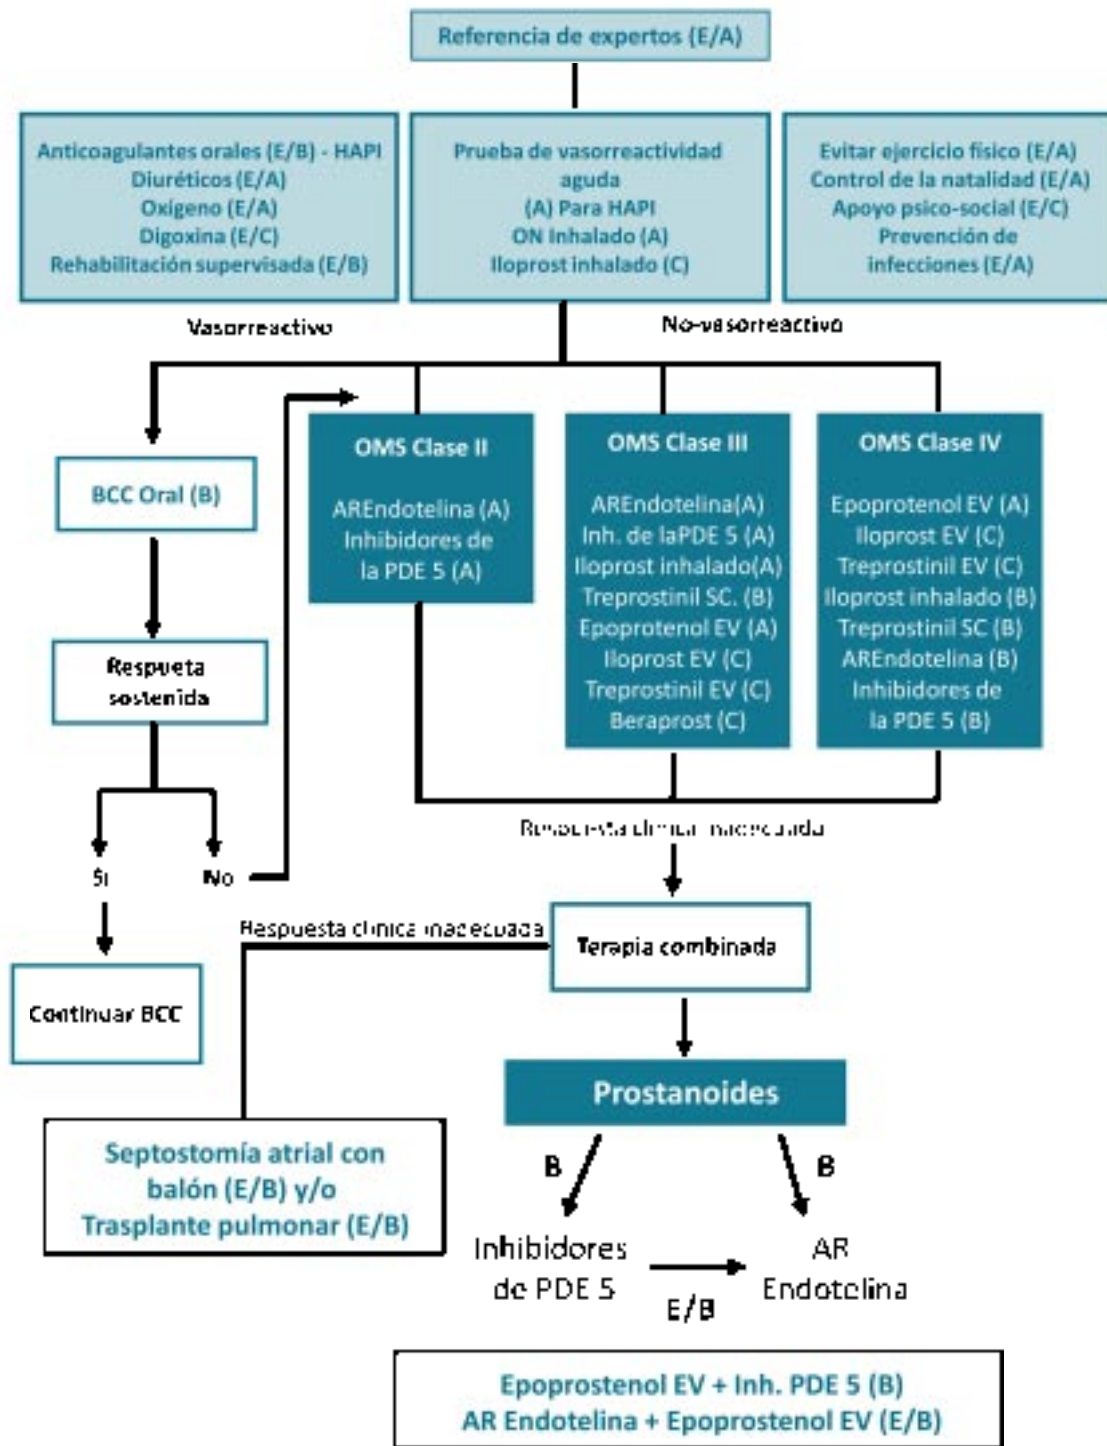 Referencia de expertos (E/A)
Anticoagulantes orales (E/B) - HAPI
Diuréticos (E/A)
Oxígeno (E/A)
Digoxina (E/C)
Rehabilitación supervisada (E/B)
Prueba de vasorreactividad
aguda
(A) Para HAPI
ON Inhalado (A)
Iloprost inhalado (C)
Evitar ejercicio físico (E/A)
Control de la natalidad (E/A)
Apoyo psico-social (E/C)
Prevención de
infecciones (E/A)
Vasorreactivo
No-vasorreactivo
BCC Oral (B)
OMS Clase II
AREndotelina (A)
Inhibidores de
la PDE 5 (A)
OMS Clase III
AREndotelina(A)
Inh. de laPDE 5 (A)
Iloprost inhalado(A)
Treprostinil SC. (B)
Epoprotenol EV (A)
Iloprost EV (C)
Treprostinil EV (C)
Beraprost (C)
OMS Clase IV
Epoprotenol EV (A)
Iloprost EV (C)
Treprostinil EV (C)
Iloprost inhalado (B)
Treprostinil SC (B)
AREndotelina (B)
Inhibidores de
la PDE 5 (B)
Respueta
sostenida
Si
No
Continuar BCC
Respuesta clínica inadecuada
Respuesta clínica inadecuada
Terapia combinada
Prostanoides
Septostomía atrial con
balón (E/B) y/o
Trasplante pulmonar (E/B)
B
B
Inhibidores
de PDE 5
E/B
AR
Endotelina
Epoprostenol EV + Inh. PDE 5 (B)
AR Endotelina + Epoprostenol EV (E/B)